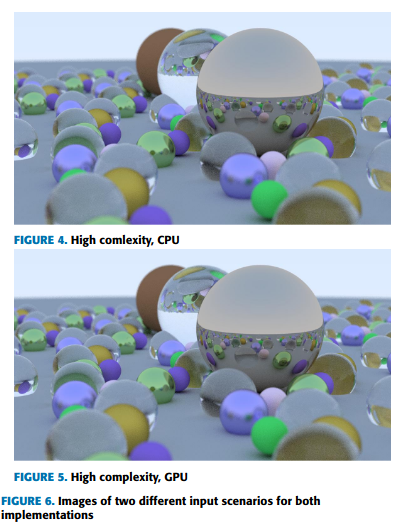 FIGURE 4. High comlexity, CPU
FIGURE 5. High complexity, GPU
FIGURE 6. Images of two different input scenarios for both
implementations